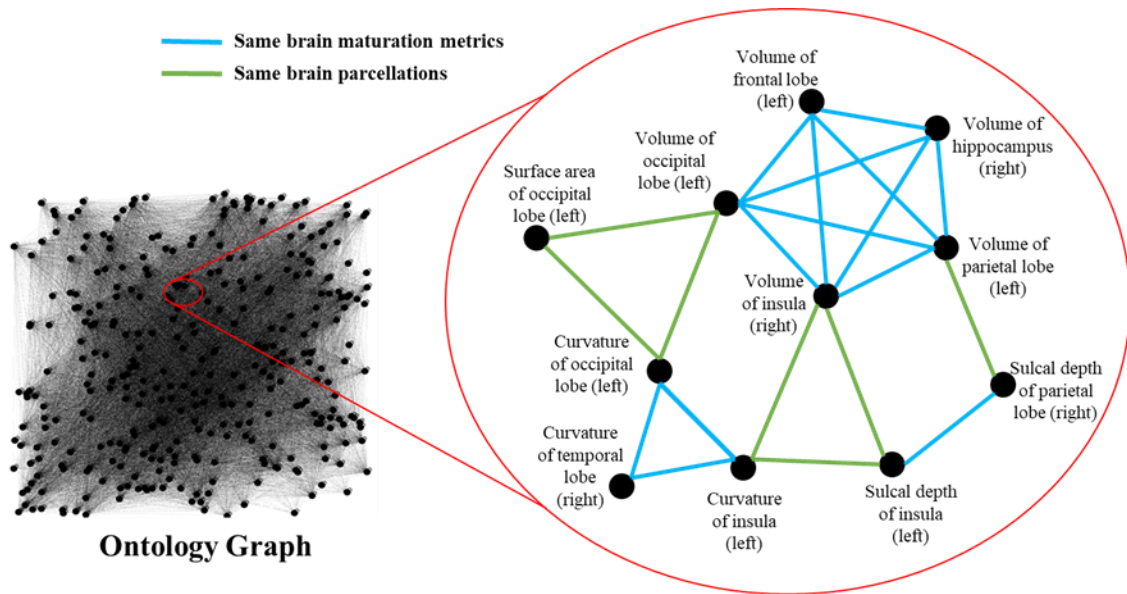 Same brain maturation metrics
Same brain parcellations
Volume of
frontal lobe
(left)
Volume of
hippocampus
(right)
Volume of
occipital
lobe (left)
Surface area
of occipital
lobe (left)
Volume of
parietal lobe
(left)
Volume
of insula
(right)
Curvature
of occipital
lobe (left)
Sulcal depth
of parietal
lobe (right)
Curvature
of temporal
lobe
(right)
Curvature
of insula
(left)
Sulcal depth
of insula
(left)
Ontology Graph